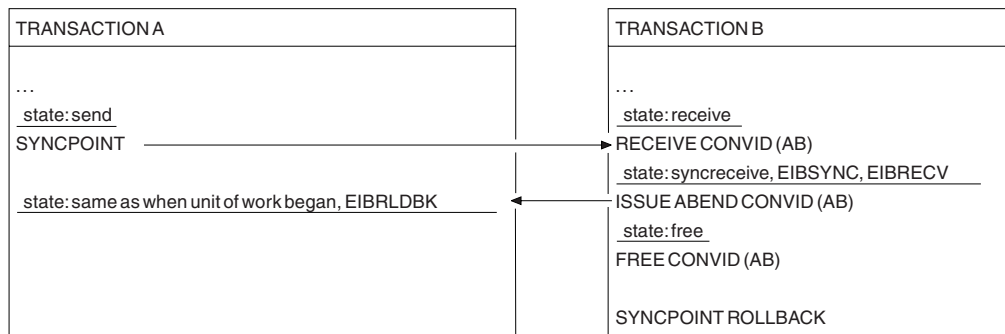 TRANSACTION A
...
state: send
SYNCPOINT
state: same as when unit of work began, EIBRLDBK
TRANSACTION B
...
state: receive
RECEIVE CONVID (AB)
state: syncreceive, EIBSYNC, EIBRECV
ISSUE ABEND CONVID (AB)
state: free
FREE CONVID (AB)
SYNCPOINT ROLLBACK